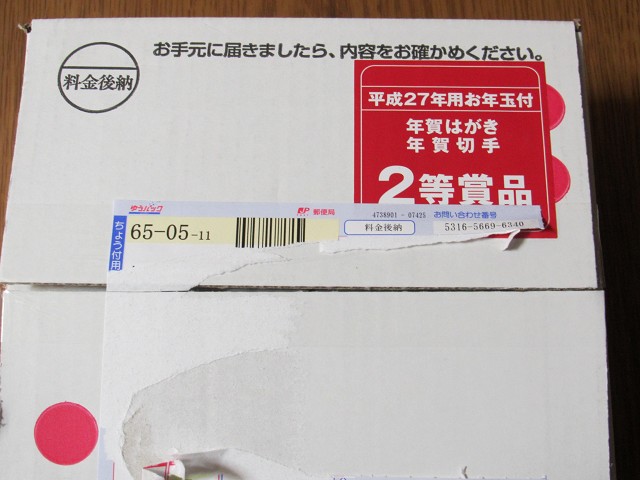 お手元に届きましたら、内容をお確かめください。
料金後納
平成27年用お年玉付
年賀はがき
年賀切手
2等賞品
ゆうパック
郵便局
4738901 - 07425
お問い合わせ番号
65-05-11
料金後納
5316-5669-6340
ちょう付用